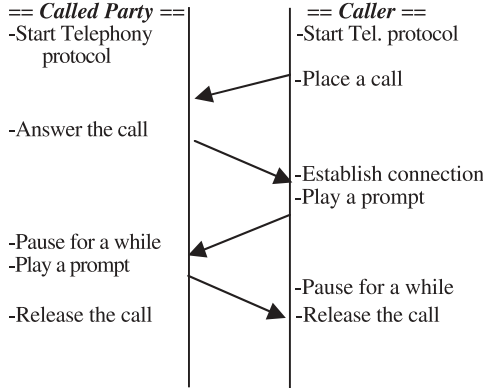 == Called Party == == Caller ==
-Start Telephony -Start Tel. protocol
protocol
-Place a call
-Answer the call
-Establish connection
-Play a prompt
-Pause for a while
-Play a prompt
-Pause for a while
-Release the call -Release the call